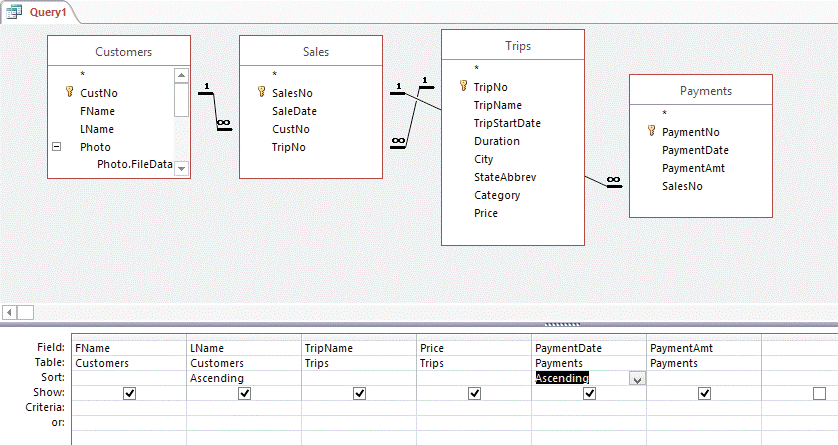 Query1
Customers
*
CustNo
FName
LName
Photo
Photo.FileData
Sales
*
SalesNo
SaleDate
CustNo
TripNo
Trips
*
TripNo
TripName
TripStartDate
Duration
City
StateAbbrev
Category
Price
Payments
*
PaymentNo
PaymentDate
PaymentAmt
SalesNo
1
∞
1
∞
1
∞
Field: FName LName TripName Price PaymentDate PaymentAmt
Table: Customers Customers Trips Trips Payments Payments
Sort: Ascending Ascending
Show:
Criteria:
or: